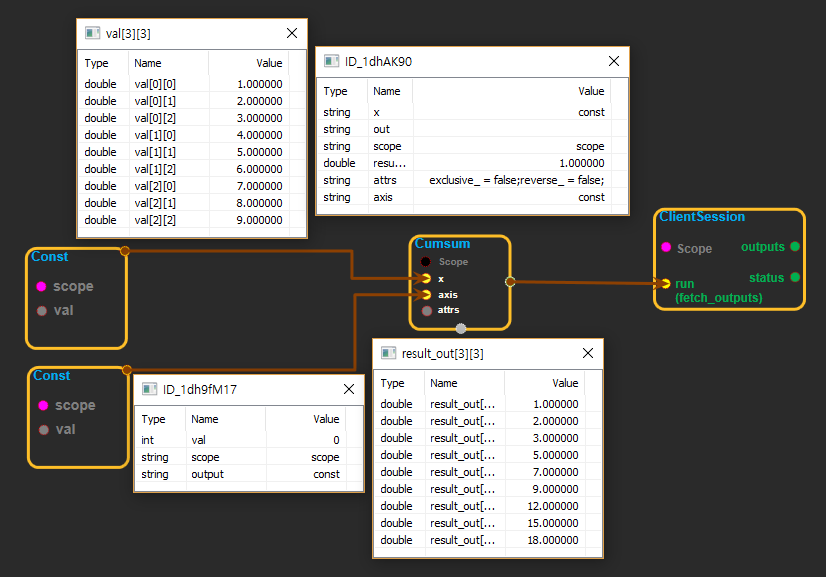 val[3][3]
Type Name Value
double val[0][0] 1.000000
double val[0][1] 2.000000
double val[0][2] 3.000000
double val[1][0] 4.000000
double val[1][1] 5.000000
double val[1][2] 6.000000
double val[2][0] 7.000000
double val[2][1] 8.000000
double val[2][2] 9.000000
ID_1dhAK90
Type Name Value
string x const
string out
string scope scope
double resu... 1.000000
string attrs exclusive_ = false;reverse_ = false;
string axis const
Const
scope
val
Cumsum
Scope
x
axis
attrs
ClientSession
Scope outputs
status
run
(fetch_outputs)
Const
scope
val
ID_1dh9fM17
Type Name Value
int val 0
string scope scope
string output const
result_out[3][3]
Type Name Value
double result_out[... 1.000000
double result_out[... 2.000000
double result_out[... 3.000000
double result_out[... 5.000000
double result_out[... 7.000000
double result_out[... 9.000000
double result_out[... 12.000000
double result_out[... 15.000000
double result_out[... 18.000000